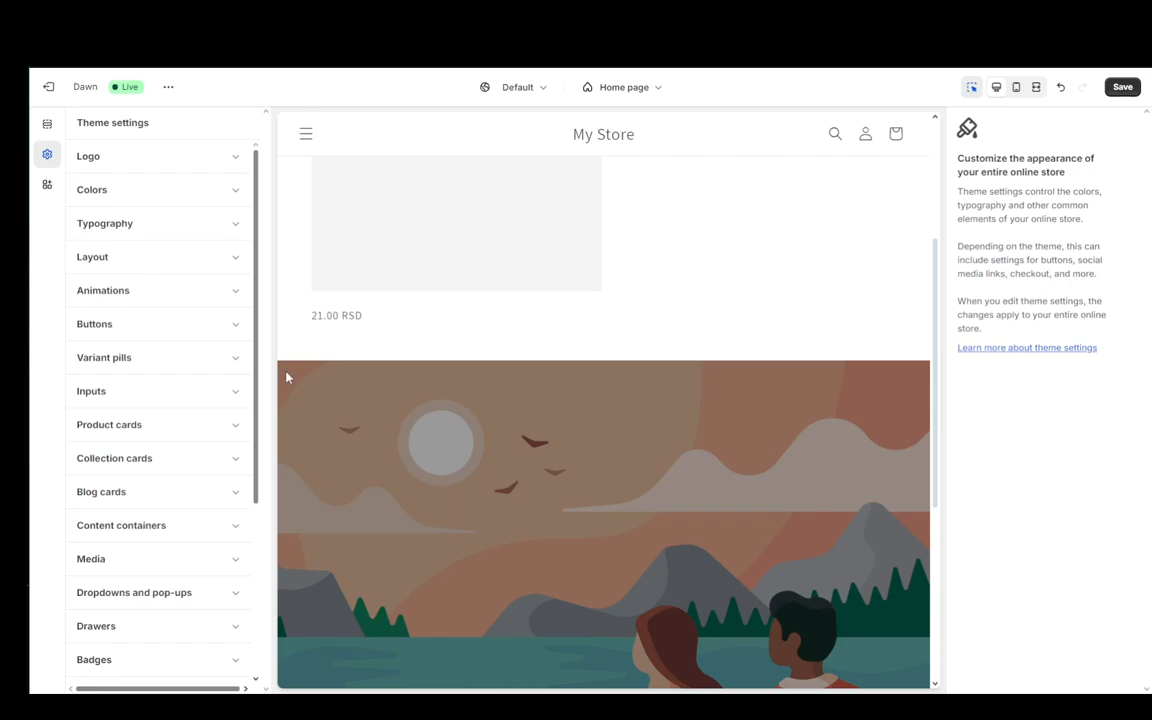 Dawn
Live
Default
Home page
Save
Theme settings
Logo
Colors
Typography
Layout
Animations
Buttons
Variant pills
Inputs
Product cards
Collection cards
Blog cards
Content containers
Media
Dropdowns and pop-ups
Drawers
Badges
My Store
21.00 RSD
Customize the appearance of
your entire online store
Theme settings control the colors,
typography and other common
elements of your online store.
Depending on the theme, this can
include settings for buttons, social
media links, checkout, and more.
When you edit theme settings, the
changes apply to your entire online
store.
Learn more about theme settings